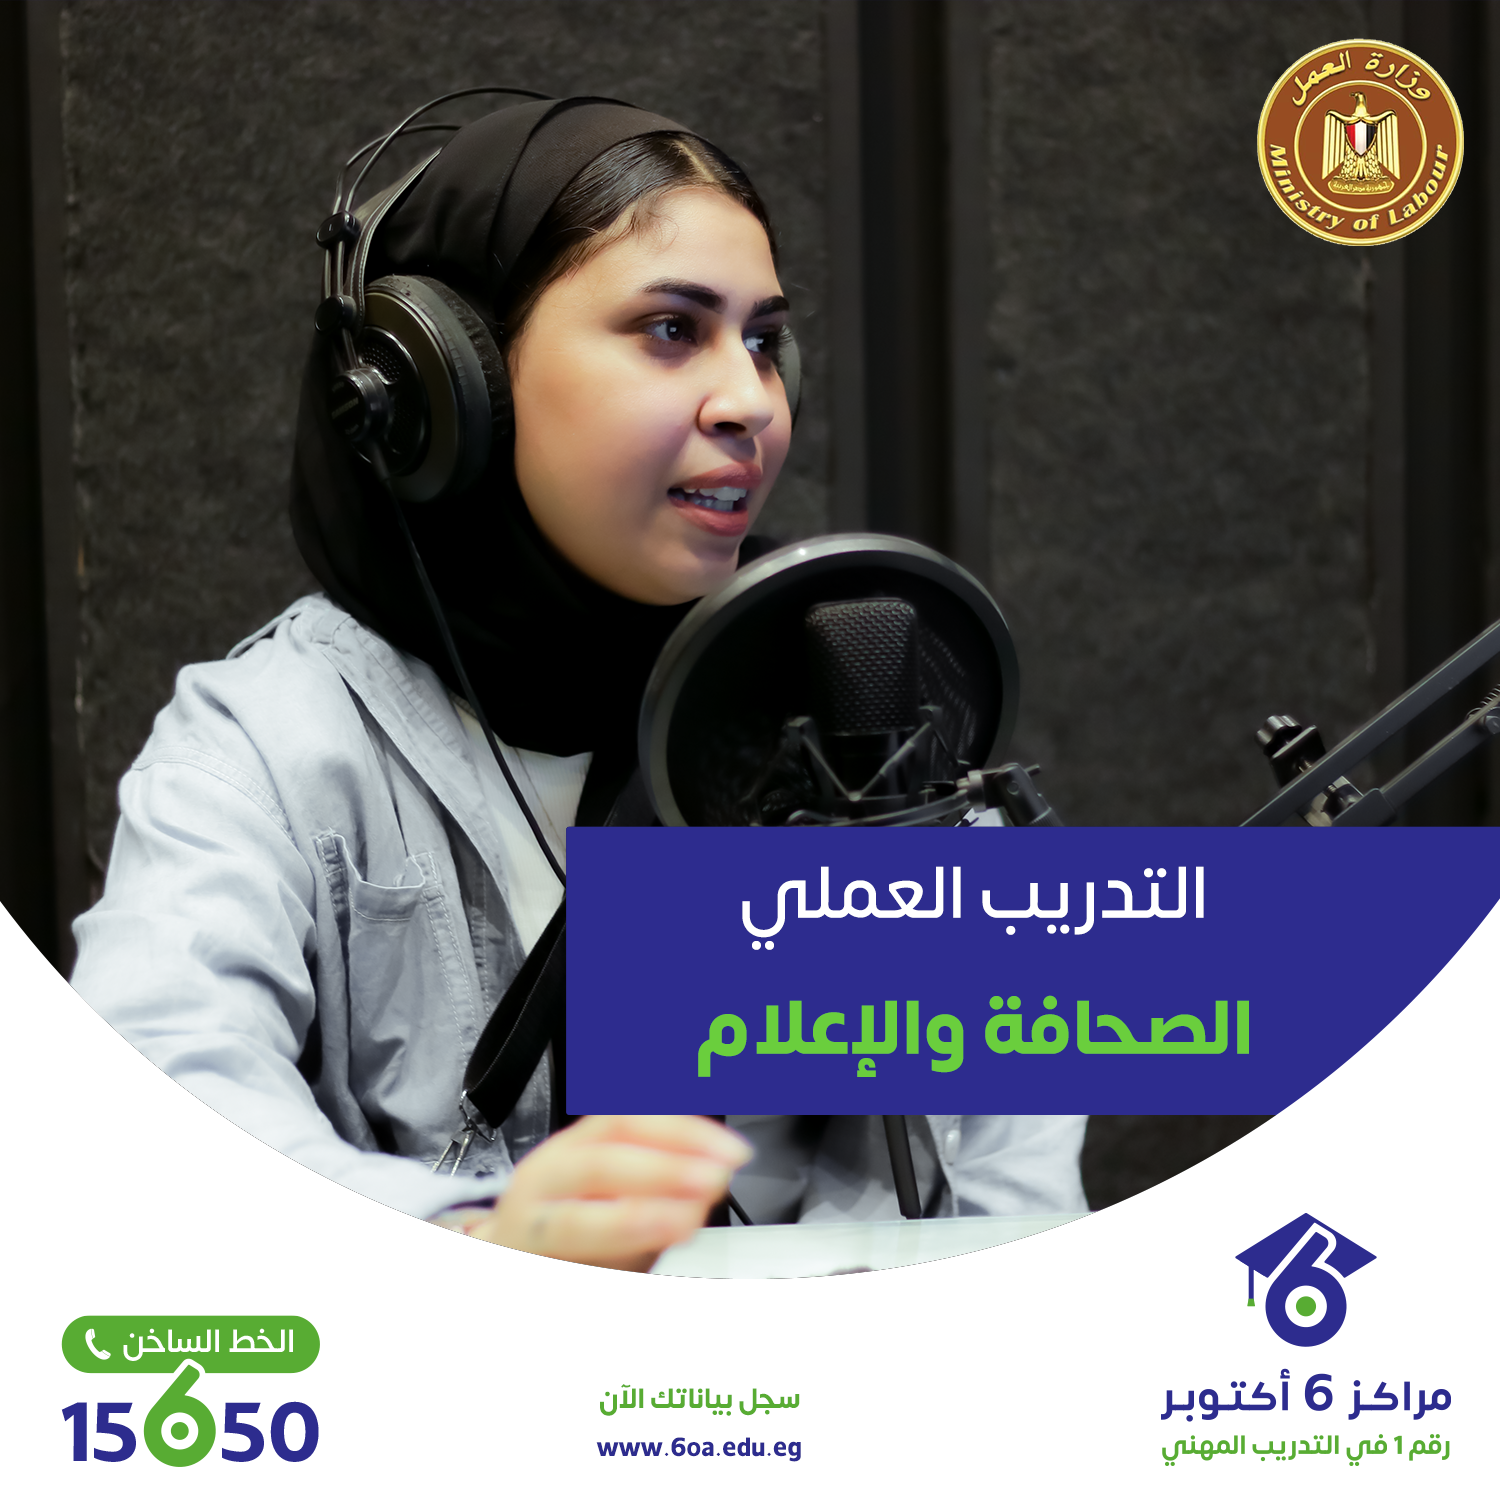 وزارة العمل
Ministry of Labour
التدريب العملي
الصحافة والإعلام
مراكز 6 أكتوبر
رقم 1 في التدريب المهني
سجل بياناتك الآن
www.6oa.edu.eg
الخط الساخن
15650